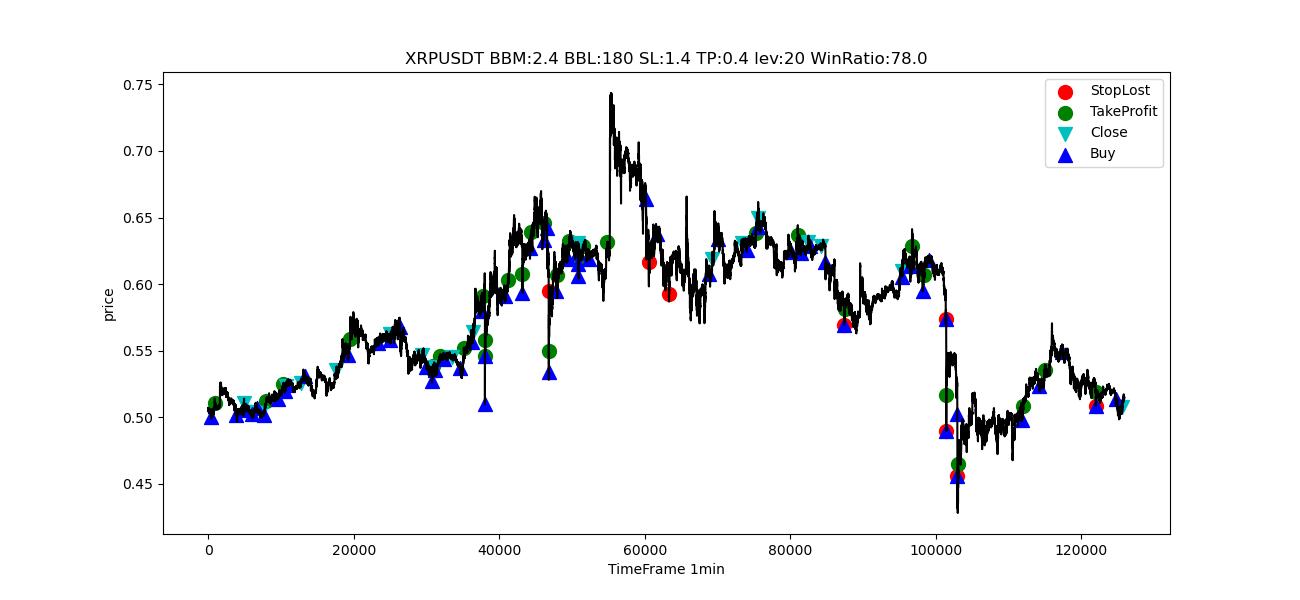 XRPUSDT BBM:2.4 BBL:180 SL:1.4 TP:0.4 lev:20 WinRatio:78.0
StopLost
TakeProfit
Close
Buy
price
0.75
0.70
0.65
0.60
0.55
0.50
0.45
0
20000
40000
60000
80000
100000
120000
TimeFrame 1min